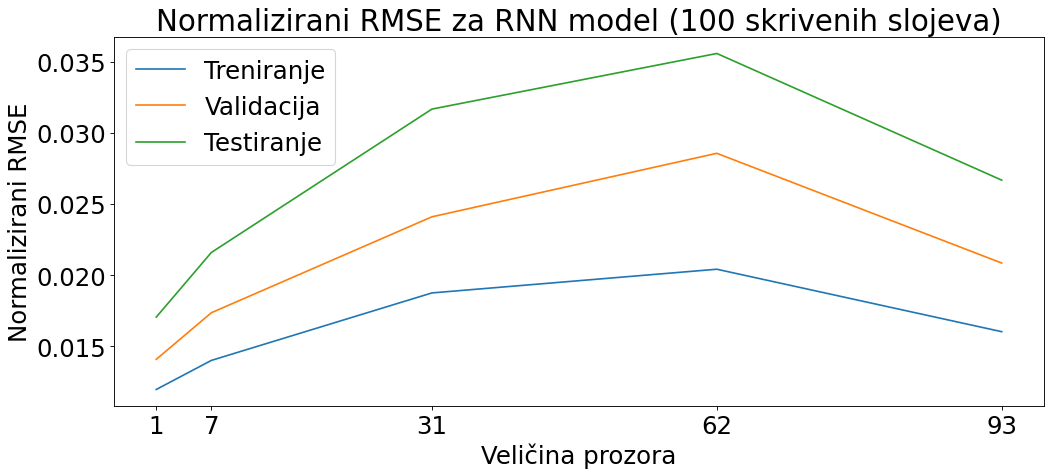 Normalizirani RMSE za RNN model (100 skrivenih slojeva)
Treniranje
Validacija
Testiranje
Normalizirani RMSE
0.035
0.030
0.025
0.020
0.015
1 7 31 62 93
Veličina prozora